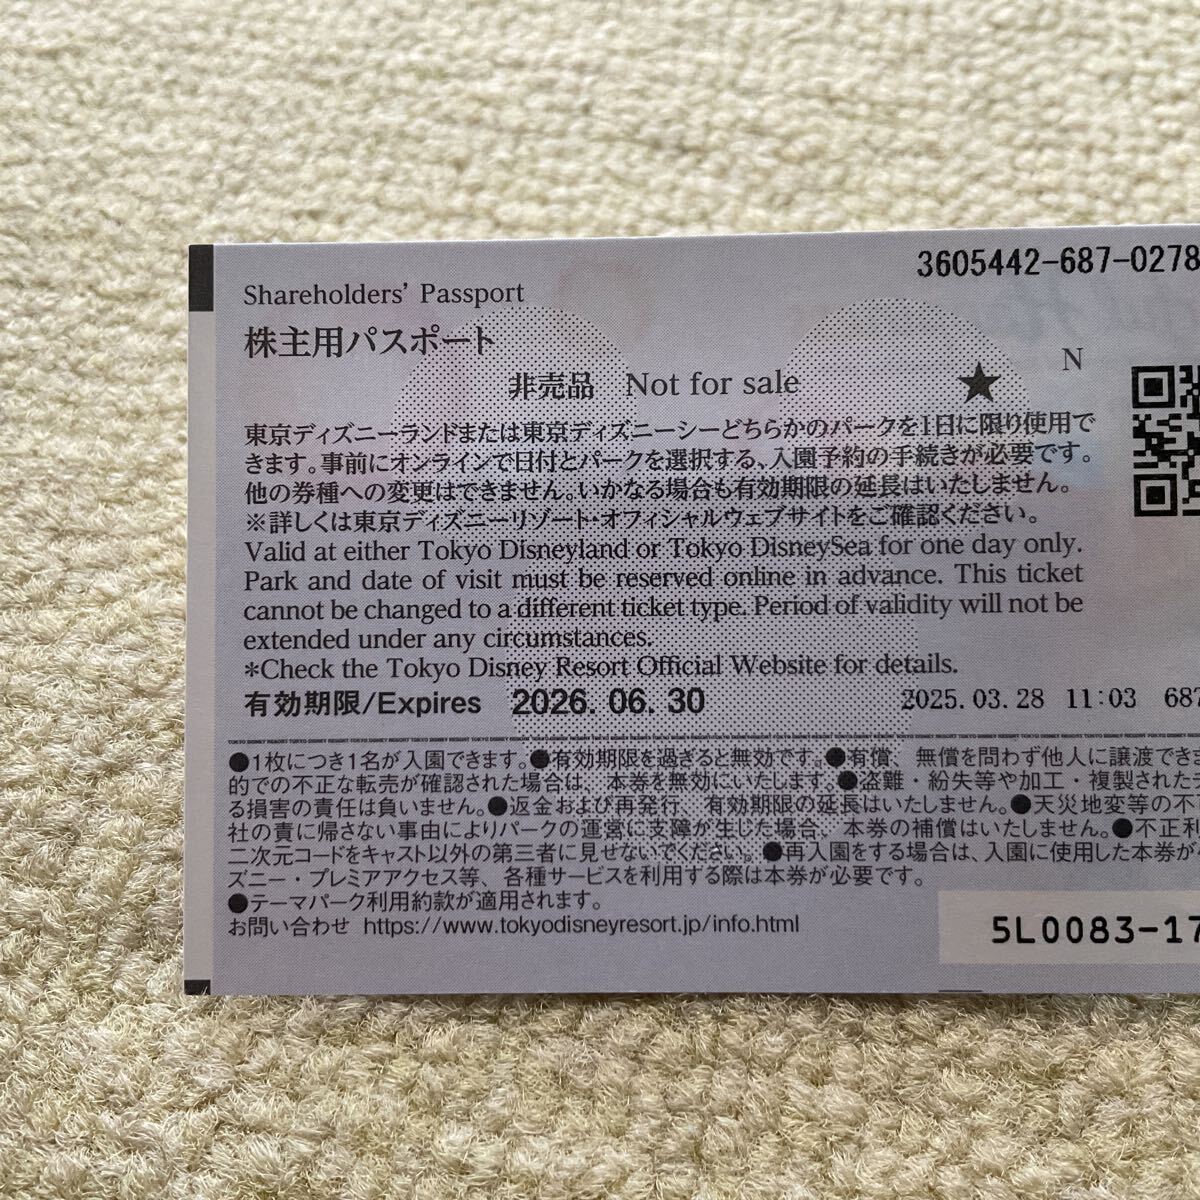 3605442-687-0278
Shareholders' Passport
株主用パスポート
N
非売品 Not for sale ★
東京ディズニーランドまたは東京ディズニーシーどちらかのパークを1日に限り使用で
きます。事前にオンラインで日付とパークを選択する、入園予約の手続きが必要です。
他の券種への変更はできません。いかなる場合も有効期限の延長はいたしません。
※詳しくは東京ディズニーリゾート・オフィシャルウェブサイトをご確認ください。
Valid at either Tokyo Disneyland or Tokyo DisneySea for one day only.
Park and date of visit must be reserved online in advance. This ticket
cannot be changed to a different ticket type. Period of validity will not be
extended under any circumstances.
*Check the Tokyo Disney Resort Official Website for details.
有効期限/Expires 2026. 06. 30
2025. 03. 28 11:03 687
●1枚につき1名が入園できます。●有効期限を過ぎると無効です。●有償、無償を問わず他人に譲渡できま
的での不正な転売が確認された場合は、本券を無効にいたします。●盗難・紛失等や加工・複製された
る損害の責任は負いません。●返金および再発行、有効期限の延長はいたしません。●天災地変等の不
社の責に帰さない事由によりパークの運営に支障が生じた場合、本券の補償はいたしません。●不正利
二次元コードをキャスト以外の第三者に見せないでください。●再入園をする場合は、入園に使用した本券が
ズニー・プレミアアクセス等、各種サービスを利用する際は本券が必要です。
●テーマパーク利用約款が適用されます。
お問い合わせ https://www.tokyodisneyresort.jp/info.html
5L0083-17